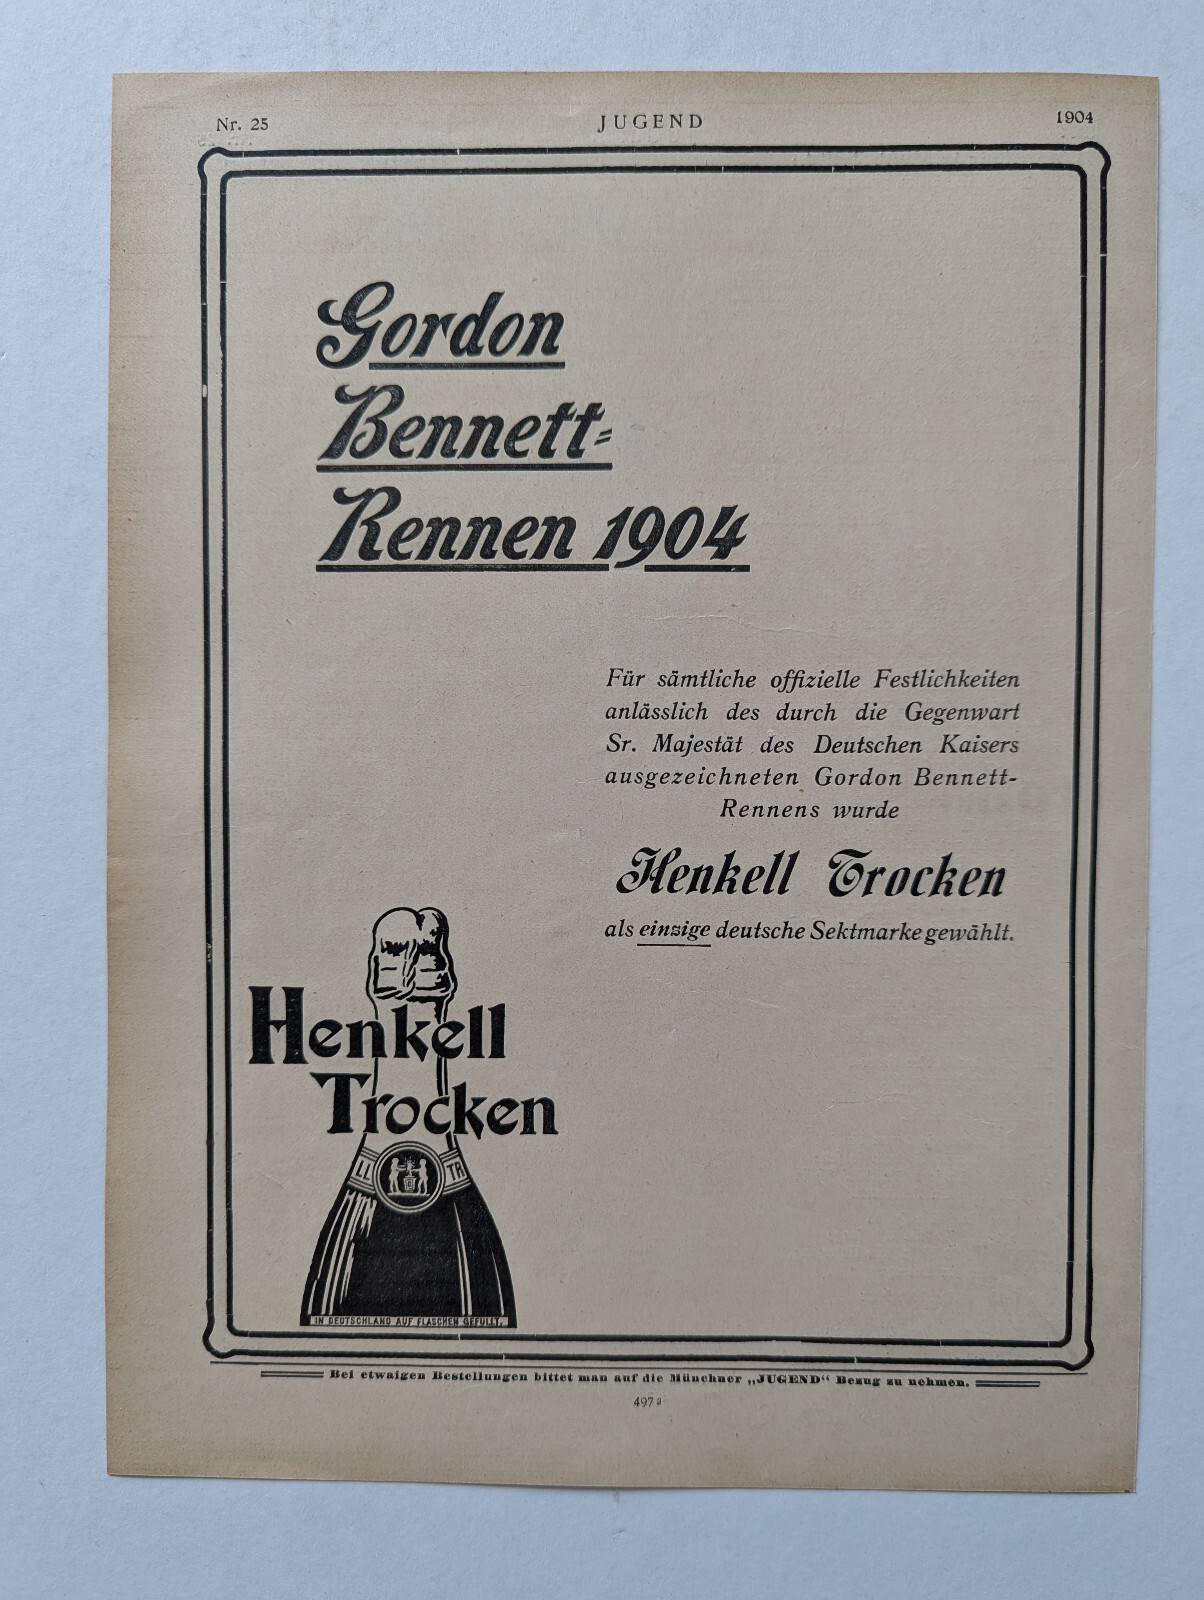 Nr. 25
JUGEND
1904
Gordon
Bennett-
Rennen 1904
Für sämtliche offizielle Festlichkeiten
anlässlich des durch die Gegenwart
Sr. Majestät des Deutschen Kaisers
ausgezeichneten Gordon Bennett-
Rennens wurde
Henkell Trocken
als einzige deutsche Sektmarke gewählt.
Henkell
Trocken
LL TR
IN DEUTSCHLAND AUF FLASCHEN GEFÜLLT.
Bei etwaigen Bestellungen bittet man auf die Münchner „JUGEND“ Bezug zu nehmen.
497